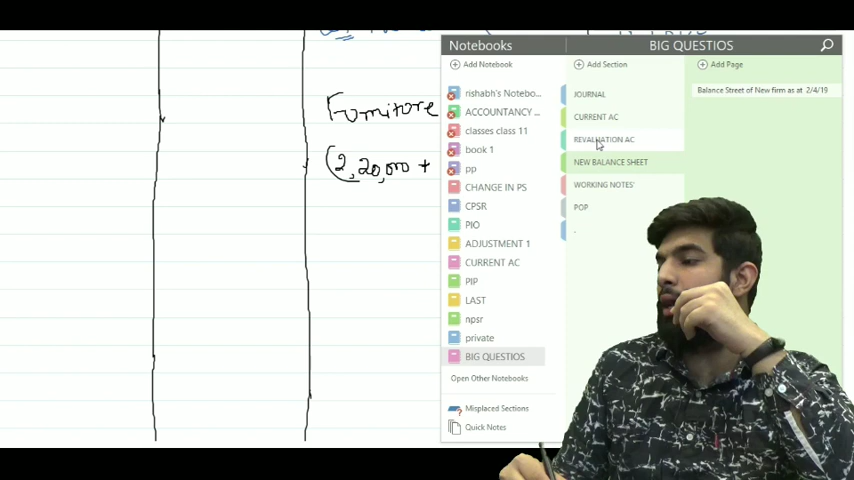 Notebooks
BIG QUESTIOS
Add Notebook
Add Section
Add Page
rishabh's Notebo...
ACCOUNTANCY ...
classes class 11
book 1
pp
CHANGE IN PS
CPSR
PIO
ADJUSTMENT 1
CURRENT AC
PIP
LAST
npsr
private
BIG QUESTIOS
Open Other Notebooks
Misplaced Sections
Quick Notes
JOURNAL
CURRENT AC
REVALUATION AC
NEW BALANCE SHEET
WORKING NOTES'
POP
.
Balance Street of New firm as at 2/4/19
Furniture
(2,20,000 +